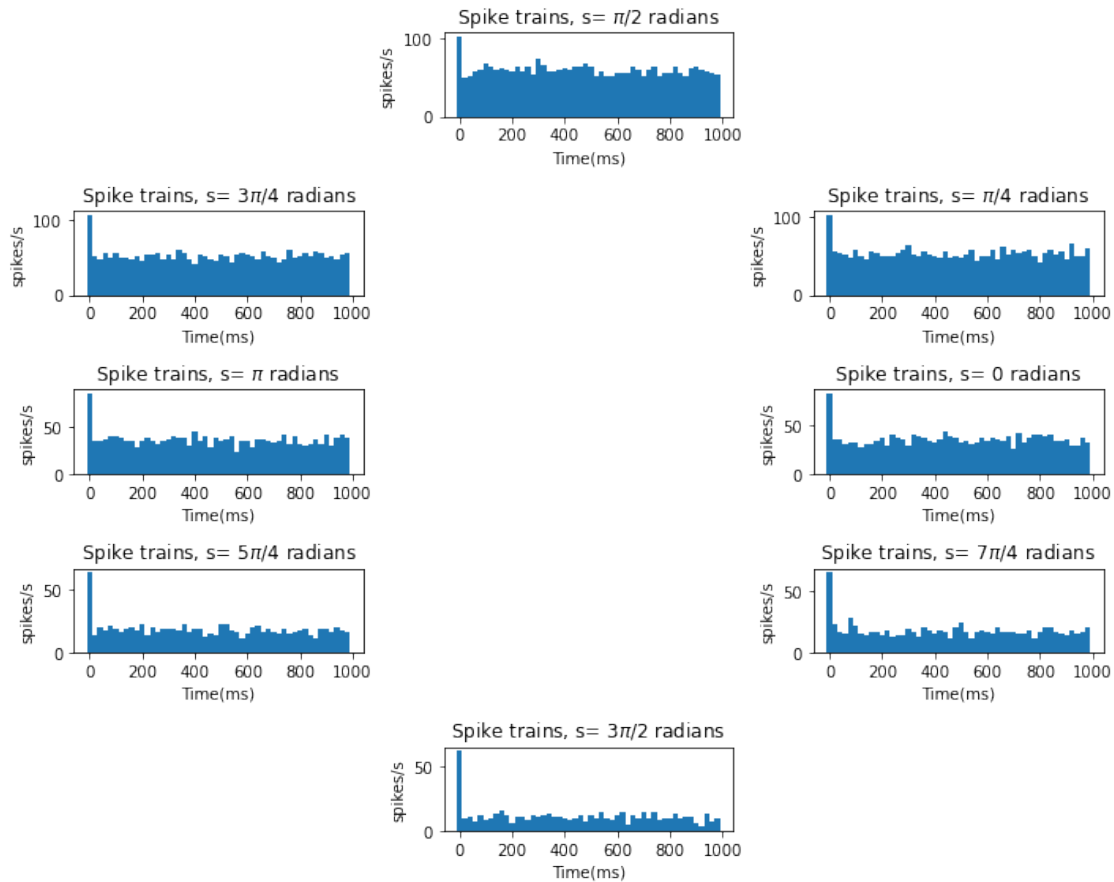 Spike trains, s= π/2 radians
100
0
spikes/s
0 200 400 600 800 1000
Time(ms)
Spike trains, s= 3π/4 radians
100
0
spikes/s
0 200 400 600 800 1000
Time(ms)
Spike trains, s= π/4 radians
100
0
spikes/s
0 200 400 600 800 1000
Time(ms)
Spike trains, s= π radians
50
0
spikes/s
0 200 400 600 800 1000
Time(ms)
Spike trains, s= 0 radians
50
0
spikes/s
0 200 400 600 800 1000
Time(ms)
Spike trains, s= 5π/4 radians
50
0
spikes/s
0 200 400 600 800 1000
Time(ms)
Spike trains, s= 7π/4 radians
50
0
spikes/s
0 200 400 600 800 1000
Time(ms)
Spike trains, s= 3π/2 radians
50
0
spikes/s
0 200 400 600 800 1000
Time(ms)